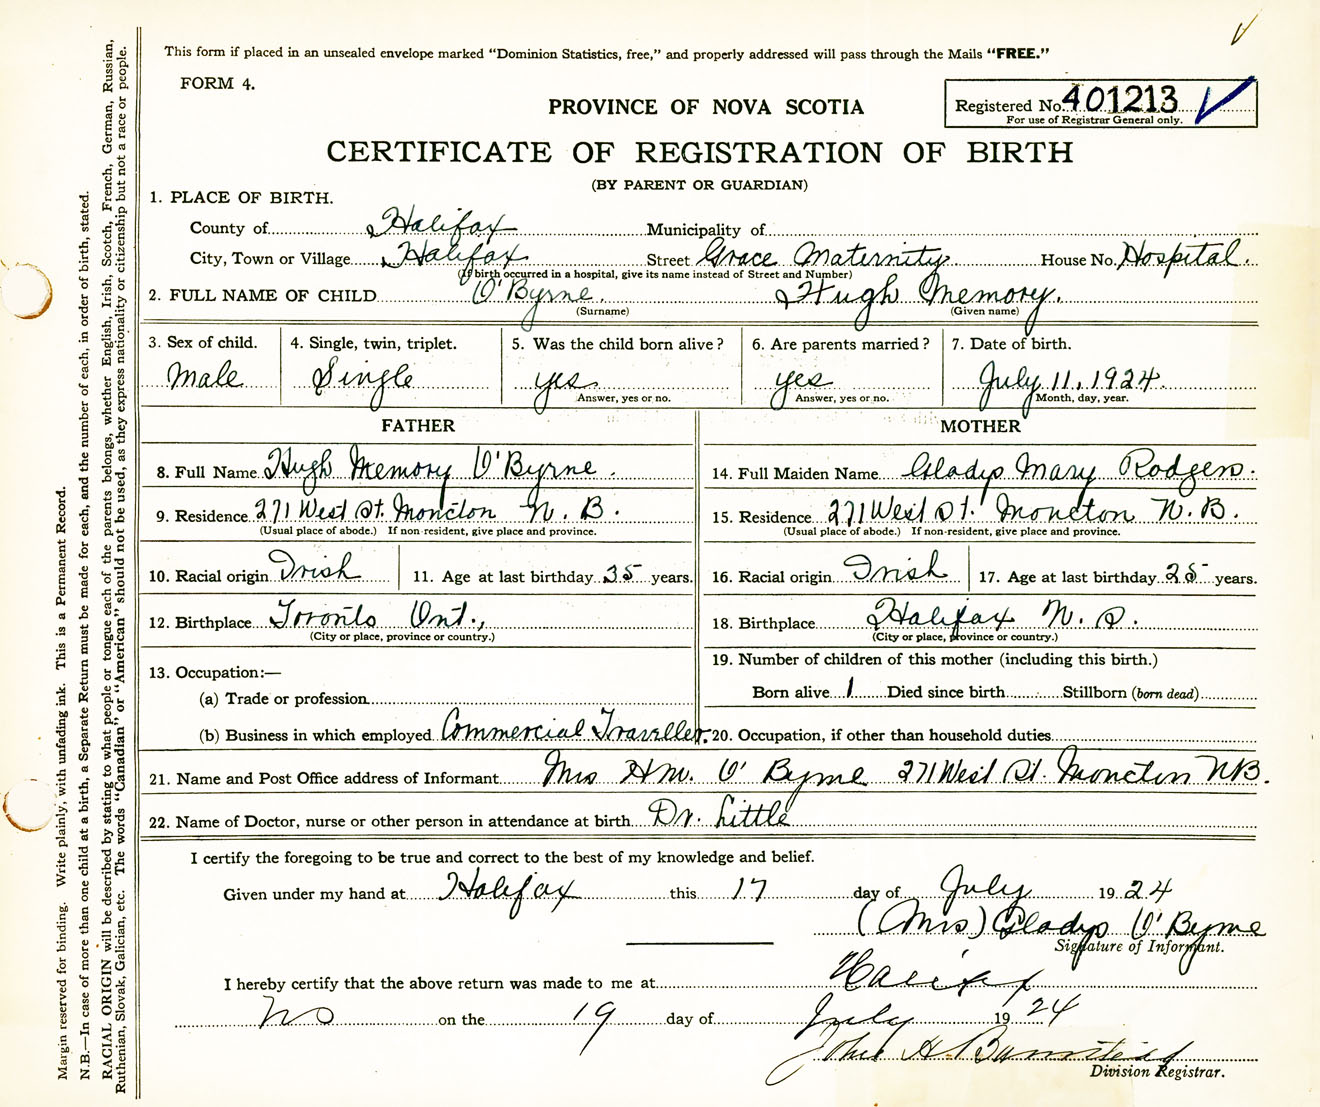 This form if placed in an unsealed envelope marked "Dominion Statistics, free," and properly addressed will pass through the Mails "FREE."
FORM 4.
PROVINCE OF NOVA SCOTIA
Registered No. 401213
For use of Registrar General only.
CERTIFICATE OF REGISTRATION OF BIRTH
(BY PARENT OR GUARDIAN)
1. PLACE OF BIRTH.
County of Halifax Municipality of
City, Town or Village Halifax Street Grace Maternity House No. Hospital.
(If birth occurred in a hospital, give its name instead of Street and Number)
2. FULL NAME OF CHILD O'Byrne. Hugh Memory.
(Surname) (Given name)
3. Sex of child. 4. Single, twin, triplet. 5. Was the child born alive? 6. Are parents married? 7. Date of birth.
Male Single yes yes July 11, 1924.
Answer, yes or no. Answer, yes or no. Month, day, year.
FATHER MOTHER
8. Full Name Hugh Memory O'Byrne. 14. Full Maiden Name Gladys Mary Rodgers.
9. Residence 271 West St. Moncton N. B. 15. Residence 271 West St. Moncton N. B.
(Usual place of abode.) If non-resident, give place and province. (Usual place of abode.) If non-resident, give place and province.
10. Racial origin Irish 11. Age at last birthday 35 years. 16. Racial origin Irish 17. Age at last birthday 25 years.
12. Birthplace Toronto Ont., 18. Birthplace Halifax N. S.
(City or place, province or country.) (City or place, province or country.)
13. Occupation:— 19. Number of children of this mother (including this birth.)
(a) Trade or profession Born alive 1 Died since birth Stillborn (born dead)
(b) Business in which employed Commercial Traveller. 20. Occupation, if other than household duties
21. Name and Post Office address of Informant Mrs H.M. O'Byrne 271 West St. Moncton N.B.
22. Name of Doctor, nurse or other person in attendance at birth Dr. Little
I certify the foregoing to be true and correct to the best of my knowledge and belief.
Given under my hand at Halifax this 17 day of July 1924
(Mrs) Gladys O'Byrne
Signature of Informant.
I hereby certify that the above return was made to me at Halifax
NS on the 19 day of July 1924
John A Barnstead
Division Registrar.
Margin reserved for binding. Write plainly, with unfading ink. This is a Permanent Record.
N.B.—In case of more than one child at a birth, a Separate Return must be made for each, and the number of each, in order of birth, stated.
RACIAL ORIGIN will be described by stating to what people or tongue each of the parents belongs, whether English, Irish, Scotch, French, German, Russian,
Ruthenian, Slovak, Galician, etc. The words "Canadian" or "American" should not be used, as they express nationality or citizenship but not a race or people.